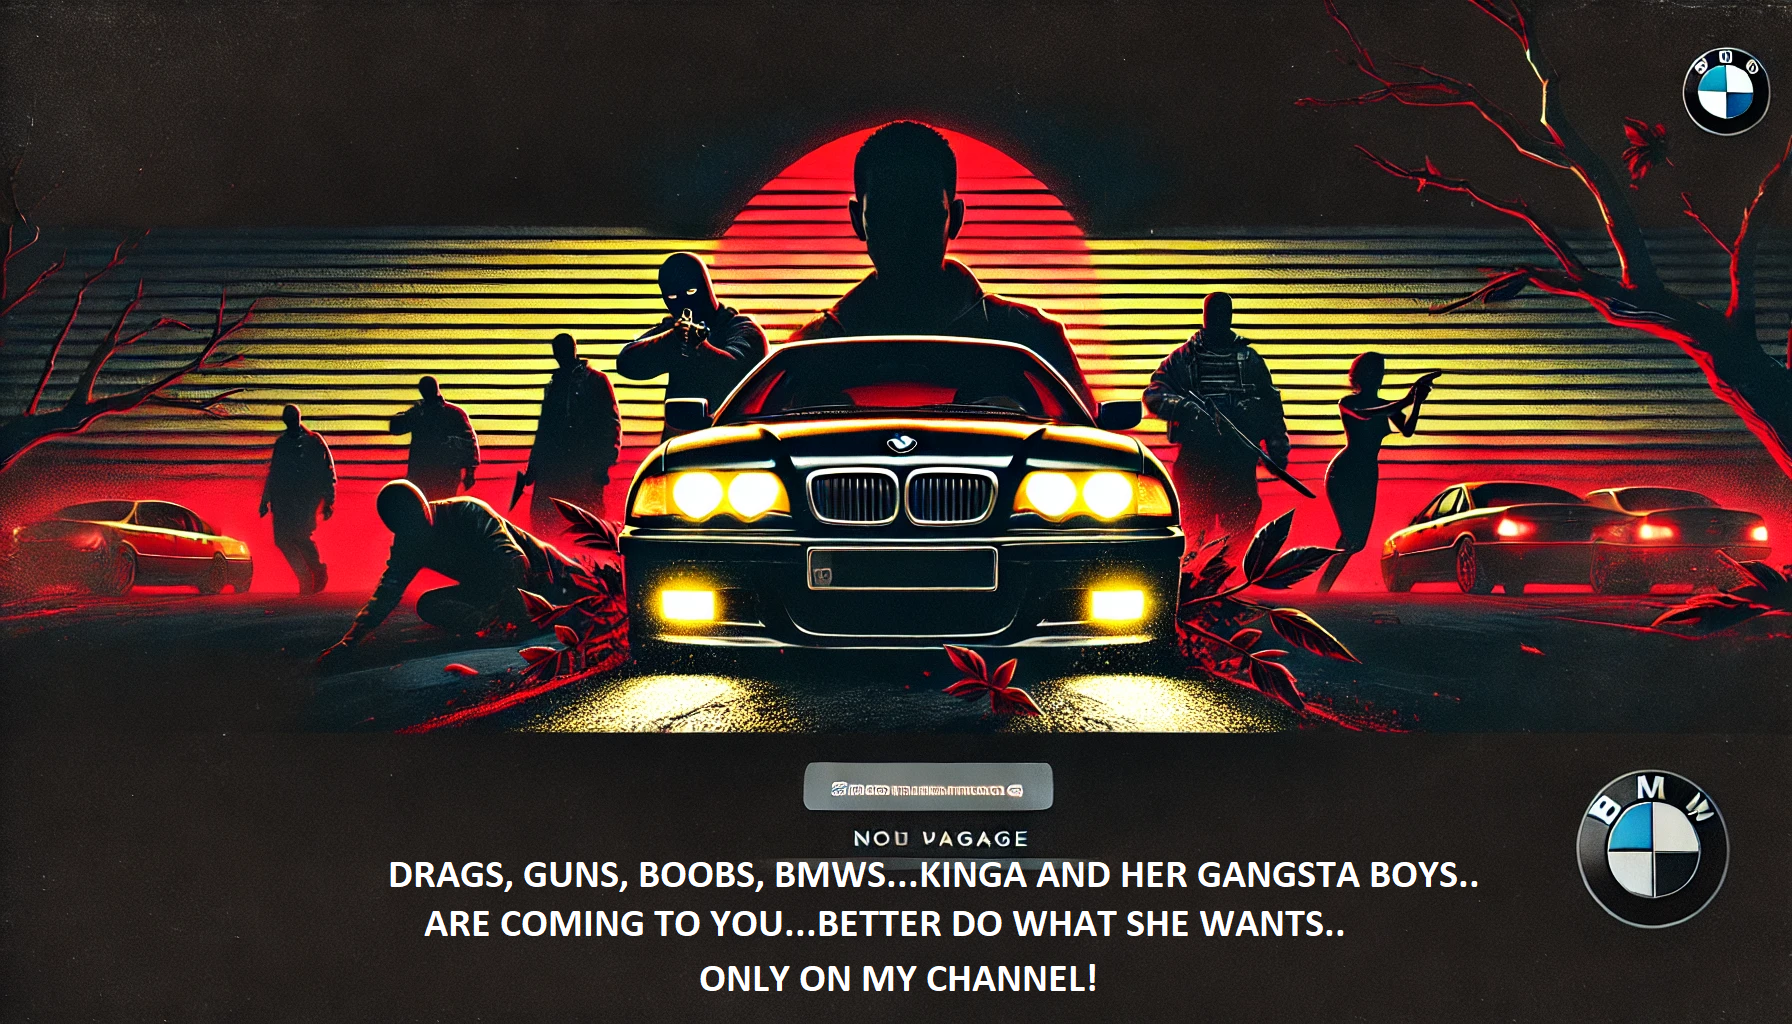 NOU VAGAGE
DRAGS, GUNS, BOOBS, BMWS...KINGA AND HER GANGSTA BOYS..
ARE COMING TO YOU...BETTER DO WHAT SHE WANTS..
ONLY ON MY CHANNEL!
BMW